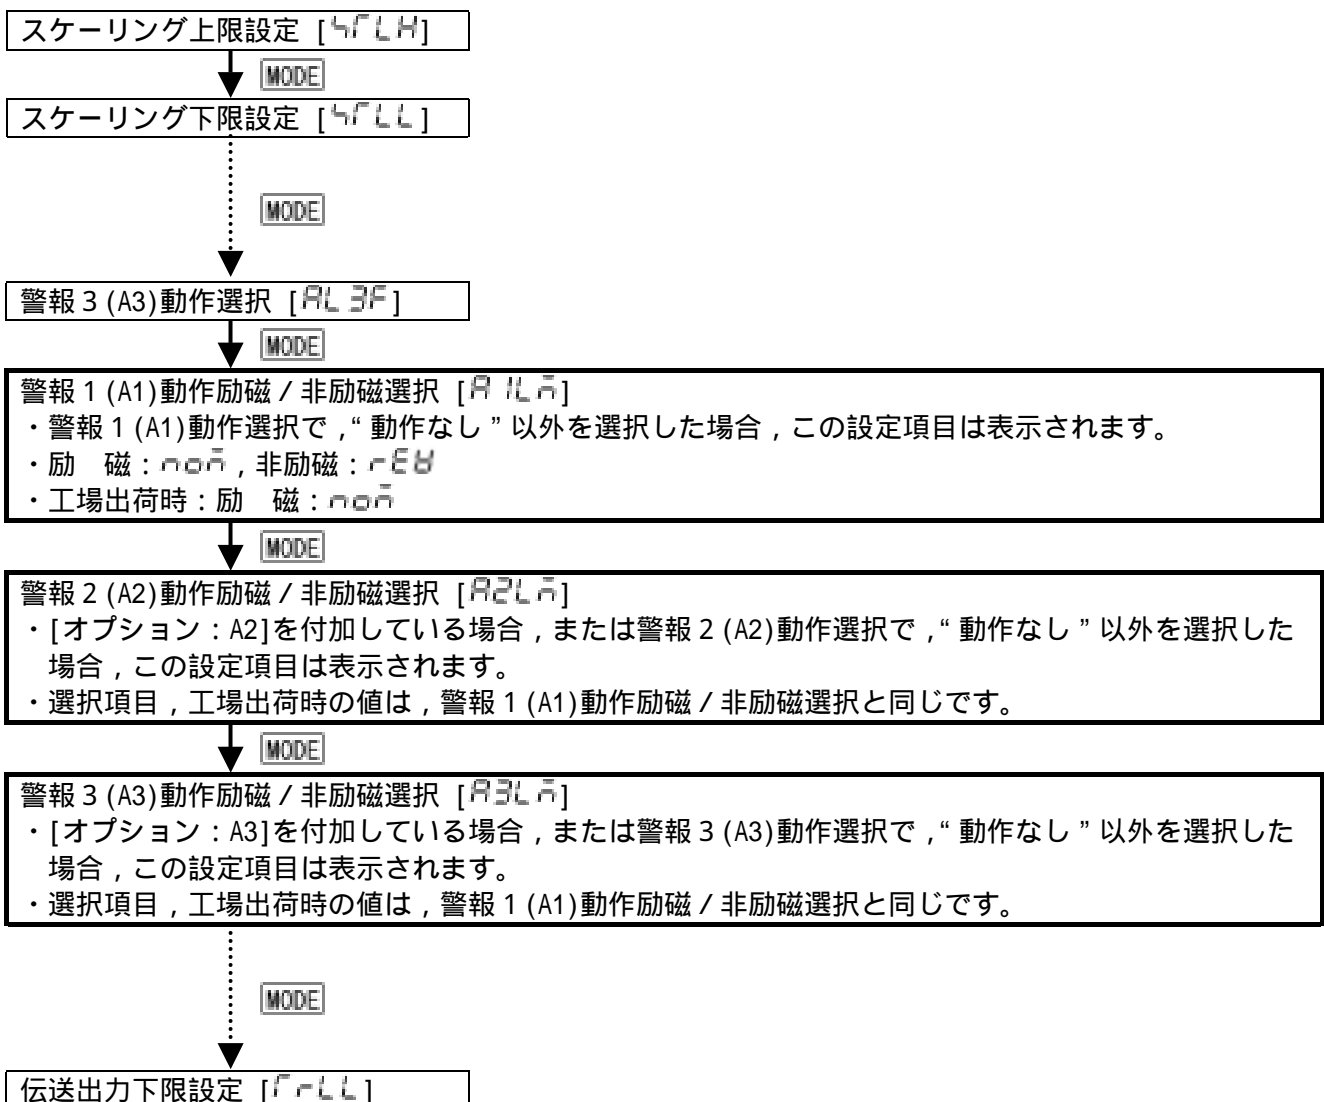 スケーリング上限設定 [ScLH]
MODE
スケーリング下限設定 [ScLL]
MODE
警報３(A3)動作選択 [AL3F]
MODE
警報１(A1)動作励磁／非励磁選択 [A1Lm]
・警報１(A1)動作選択で，“動作なし”以外を選択した場合，この設定項目は表示されます。
・励　磁：nom，非励磁：rEv
・工場出荷時：励　磁：nom
MODE
警報２(A2)動作励磁／非励磁選択 [A2Lm]
・[オプション：A2]を付加している場合，または警報２(A2)動作選択で，“動作なし”以外を選択した
場合，この設定項目は表示されます。
・選択項目，工場出荷時の値は，警報１(A1)動作励磁／非励磁選択と同じです。
MODE
警報３(A3)動作励磁／非励磁選択 [A3Lm]
・[オプション：A3]を付加している場合，または警報３(A3)動作選択で，“動作なし”以外を選択した
場合，この設定項目は表示されます。
・選択項目，工場出荷時の値は，警報１(A1)動作励磁／非励磁選択と同じです。
MODE
伝送出力下限設定 [TrLL]